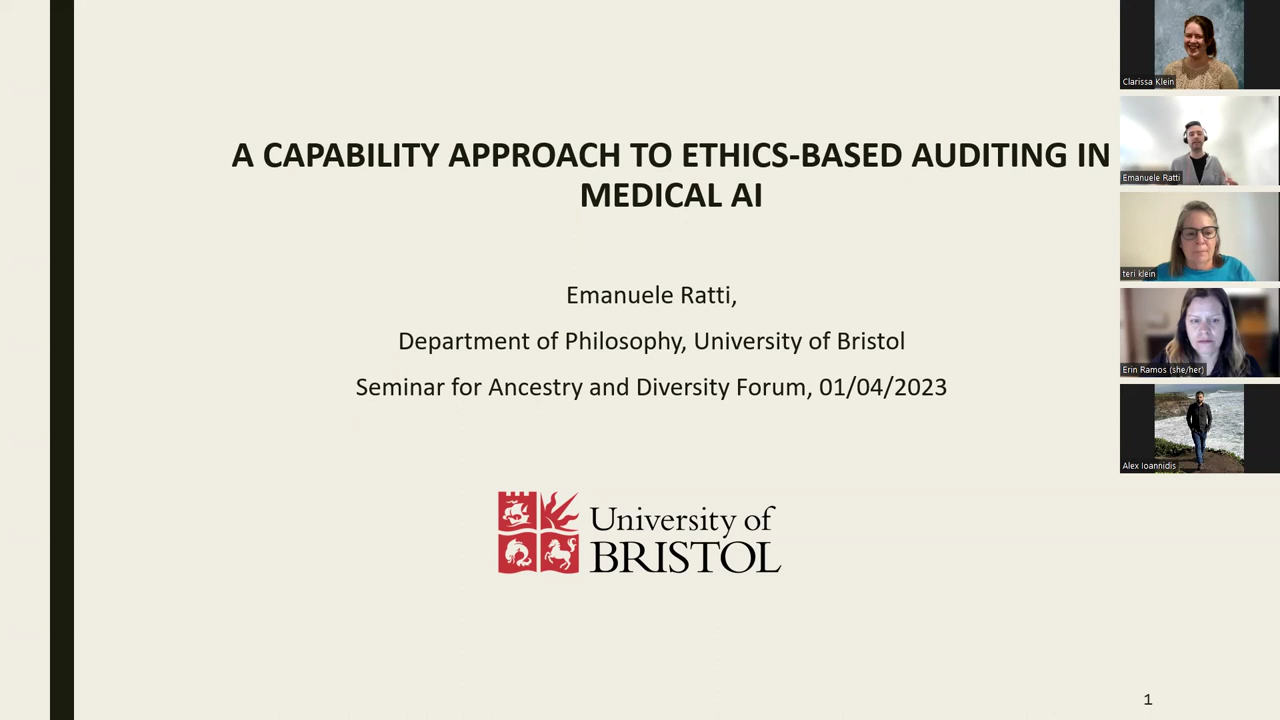 A CAPABILITY APPROACH TO ETHICS-BASED AUDITING IN
MEDICAL AI
Emanuele Ratti,
Department of Philosophy, University of Bristol
Seminar for Ancestry and Diversity Forum, 01/04/2023
University of
BRISTOL
1
Clarissa Klein
Emanuele Ratti
teri klein
Erin Ramos (she/her)
Alex Ioannidis